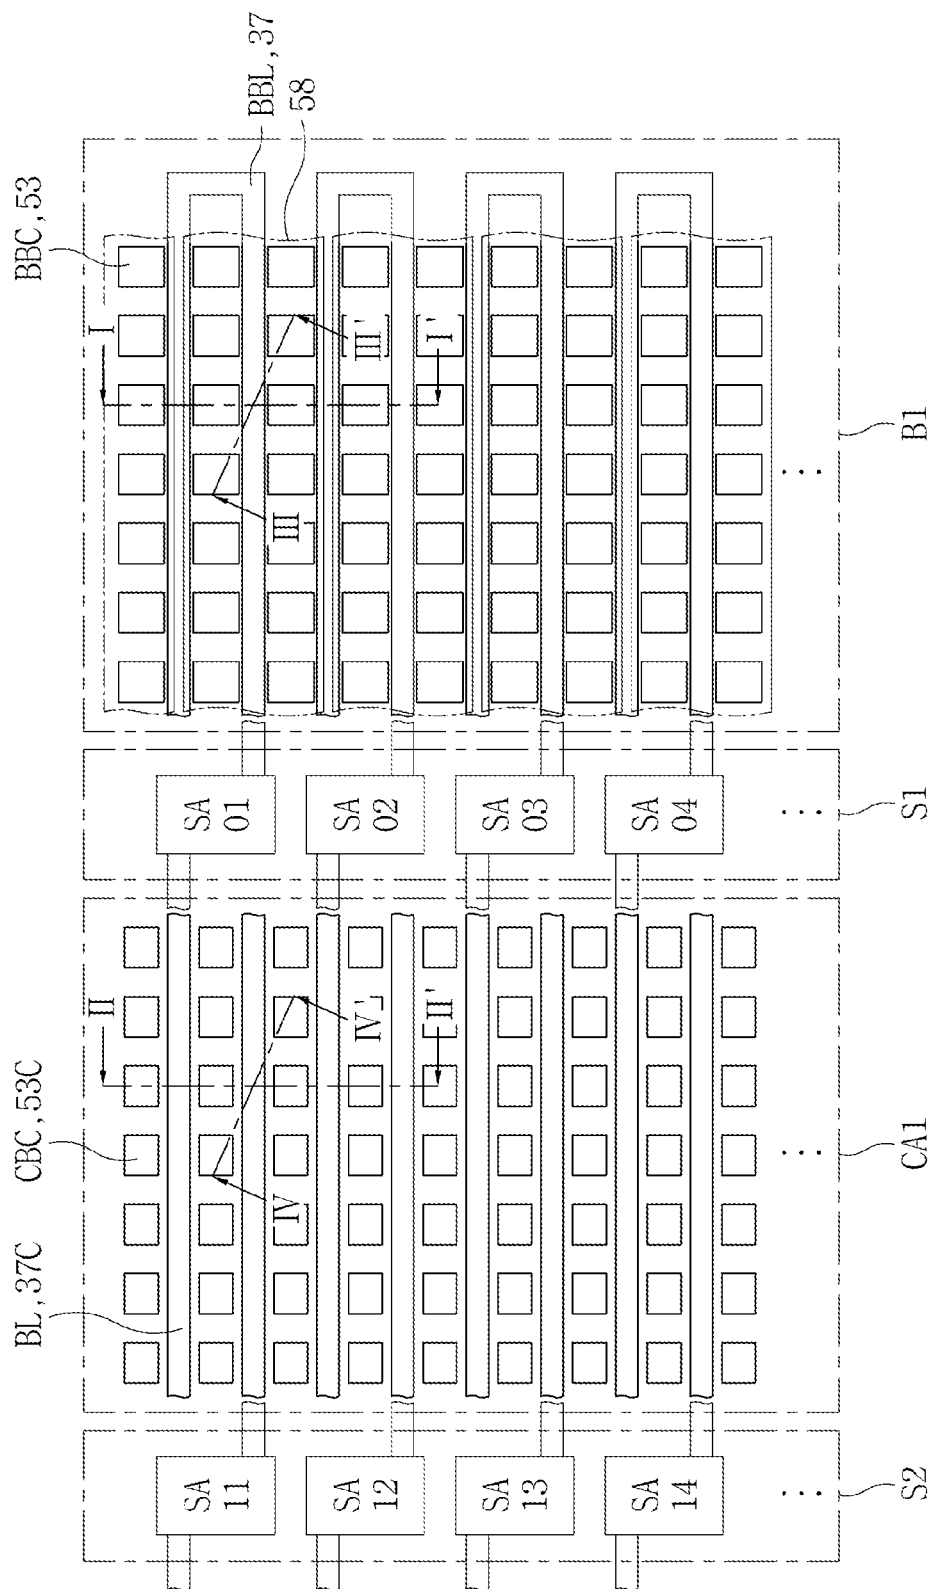 BBL,37
58
BBC,53
I
III'
I'
III
B1
...
SA
01
SA
02
SA
03
SA
04
...
S1
II
CBC,53C
IV'
II'
IV
BL,37C
...
CA1
SA
11
SA
12
SA
13
SA
14
...
S2